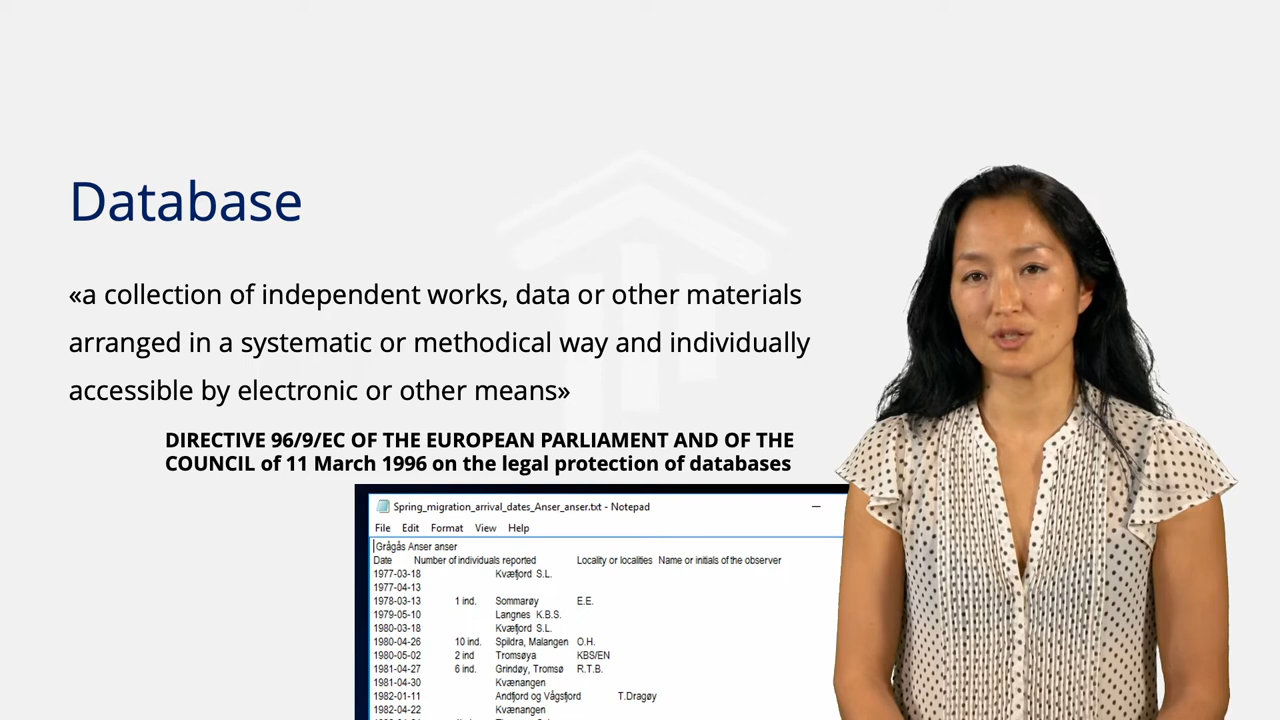 Database
«a collection of independent works, data or other materials
arranged in a systematic or methodical way and individually
accessible by electronic or other means»
DIRECTIVE 96/9/EC OF THE EUROPEAN PARLIAMENT AND OF THE
COUNCIL of 11 March 1996 on the legal protection of databases
Spring_migration_arrival_dates_Anser_anser.txt - Notepad
File Edit Format View Help
Grågås Anser anser
Date Number of individuals reported Locality or localities Name or initials of the observer
1977-03-18 Kvæfjord S.L.
1977-04-13
1978-03-13 1 ind. Sommarøy E.E.
1979-05-10 Langnes K.B.S.
1980-03-18 Kvæfjord S.L.
1980-04-26 10 ind. Spildra, Malangen O.H.
1980-05-02 2 ind Tromsøya KBS/EN
1981-04-27 6 ind. Grindøy, Tromsø R.T.B.
1981-04-30 Kvænangen
1982-01-11 Andfjord og Vågsfjord T.Dragøy
1982-04-22 Kvænangen